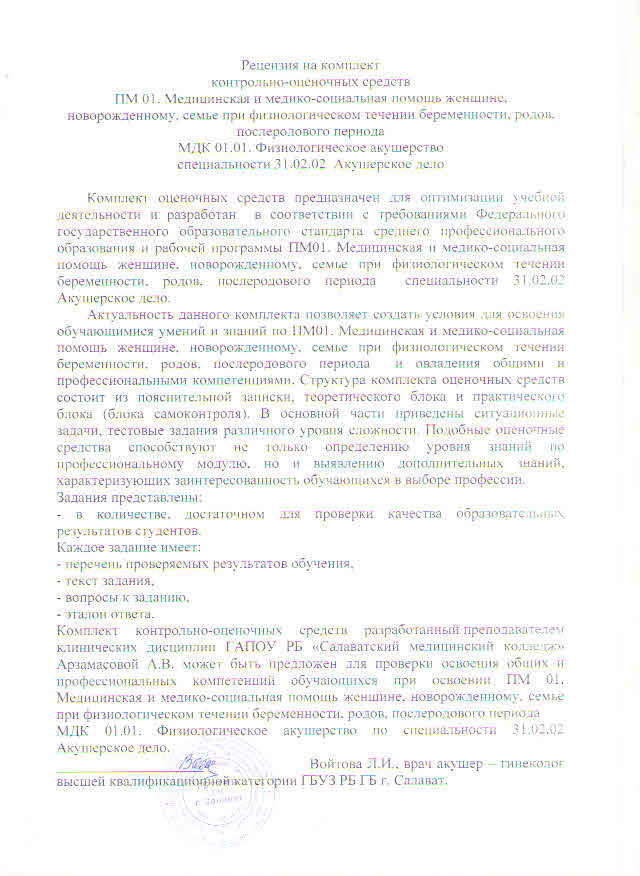 Рецензия на комплект
контрольно-оценочных средств
ПМ 01. Медицинская и медико-социальная помощь женщине,
новорожденному, семье при физиологическом течении беременности, родов,
послеродового периода
МДК 01.01. Физиологическое акушерство
специальности 31.02.02 Акушерское дело
Комплект оценочных средств предназначен для оптимизации учебной
деятельности и разработан в соответствии с требованиями Федерального
государственного образовательного стандарта среднего профессионального
образования и рабочей программы ПМ01. Медицинская и медико-социальная
помощь женщине, новорожденному, семье при физиологическом течении
беременности, родов, послеродового периода специальности 31.02.02
Акушерское дело.
Актуальность данного комплекта позволяет создать условия для освоения
обучающимися умений и знаний по ПМ01. Медицинская и медико-социальная
помощь женщине, новорожденному, семье при физиологическом течении
беременности, родов, послеродового периода и овладения общими и
профессиональными компетенциями. Структура комплекта оценочных средств
состоит из пояснительной записки, теоретического блока и практического
блока (блока самоконтроля). В основной части приведены ситуационные
задачи, тестовые задания различного уровня сложности. Подобные оценочные
средства способствуют не только определению уровня знаний по
профессиональному модулю, но и выявлению дополнительных знаний,
характеризующих заинтересованность обучающихся в выборе профессии.
Задания представлены:
- в количестве, достаточном для проверки качества образовательных
результатов студентов.
Каждое задание имеет:
- перечень проверяемых результатов обучения,
- текст задания,
- вопросы к заданию,
- эталон ответа.
Комплект контрольно-оценочных средств разработанный преподавателем
клинических дисциплин ГАПОУ РБ «Салаватский медицинский колледж»
Арзамасовой А.В. может быть предложен для проверки освоения общих и
профессиональных компетенций обучающихся при освоении ПМ 01.
Медицинская и медико-социальная помощь женщине, новорожденному, семье
при физиологическом течении беременности, родов, послеродового периода
МДК 01.01. Физиологическое акушерство по специальности 31.02.02
Акушерское дело.
Войтова Л.И., врач акушер – гинеколог
высшей квалификационной категории ГБУЗ РБ ГБ г. Салават.
г. Салават